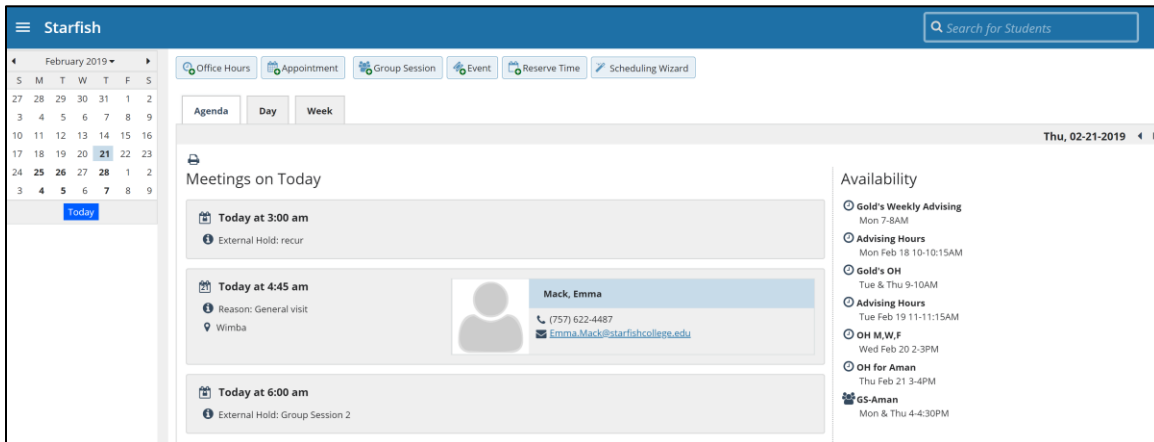 Starfish
Search for Students
February 2019
S M T W T F S
27 28 29 30 31 1 2
3 4 5 6 7 8 9
10 11 12 13 14 15 16
17 18 19 20 21 22 23
24 25 26 27 28 1 2
3 4 5 6 7 8 9
Today
Office Hours Appointment Group Session Event Reserve Time Scheduling Wizard
Agenda Day Week
Thu, 02-21-2019
Meetings on Today
Today at 3:00 am
External Hold: recur
21 Today at 4:45 am
Reason: General visit
Wimba
Mack, Emma
(757) 622-4487
Emma.Mack@starfishcollege.edu
Today at 6:00 am
External Hold: Group Session 2
Availability
Gold's Weekly Advising
Mon 7-8AM
Advising Hours
Mon Feb 18 10-10:15AM
Gold's OH
Tue & Thu 9-10AM
Advising Hours
Tue Feb 19 11-11:15AM
OH M,W,F
Wed Feb 20 2-3PM
OH for Aman
Thu Feb 21 3-4PM
GS-Aman
Mon & Thu 4-4:30PM